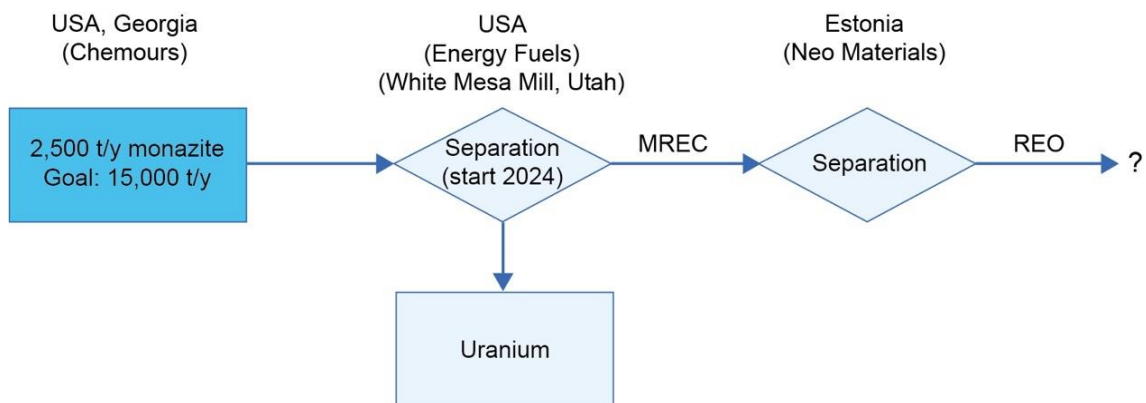 USA, Georgia
(Chemours)
USA
(Energy Fuels)
(White Mesa Mill, Utah)
Estonia
(Neo Materials)
2,500 t/y monazite
Goal: 15,000 t/y
Separation
(start 2024)
MREC
Separation
REO
?
Uranium